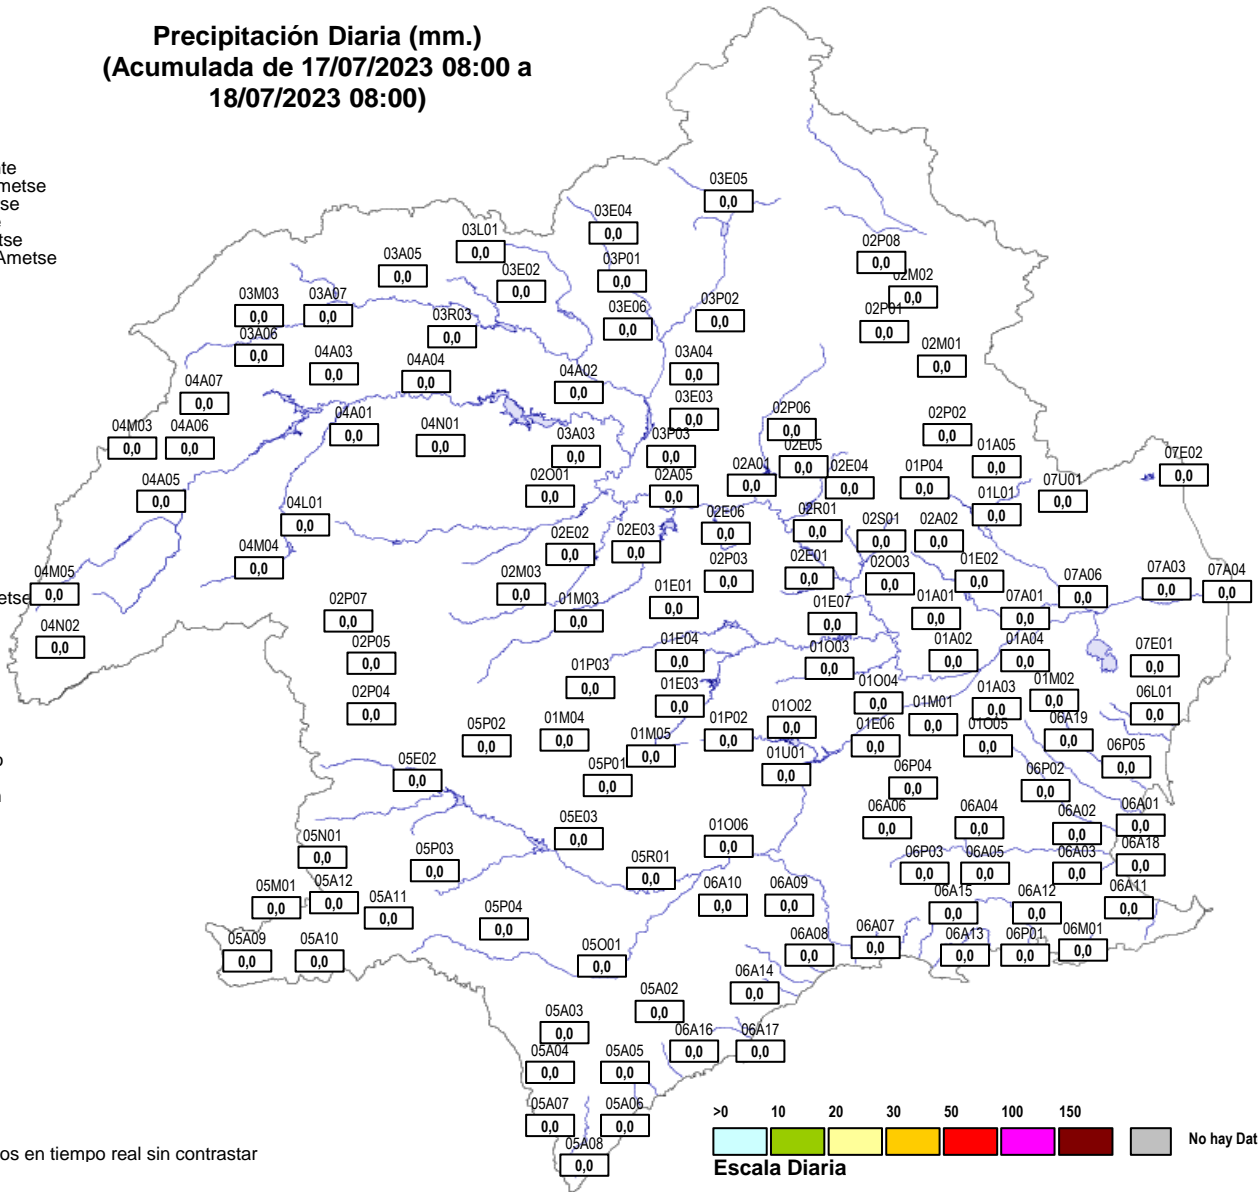 Precipitación Diaria (mm.)
(Acumulada de 17/07/2023 08:00 a
18/07/2023 08:00)
03E05
0,0
03E04
0,0
03L01
0,0
02P08
0,0
03A05
0,0
03P01
0,0
03E02
0,0
02M02
0,0
03M03
0,0
03A07
0,0
03P02
0,0
03E06
0,0
02P01
0,0
03R03
0,0
03A06
0,0
02M01
0,0
04A03
0,0
04A04
0,0
03A04
0,0
04A02
0,0
04A07
0,0
03E03
0,0
02P06
0,0
04A01
0,0
02P02
0,0
04M03
0,0
04A06
0,0
04N01
0,0
03A03
0,0
03P03
0,0
02E05
0,0
01A05
0,0
07E02
0,0
02O01
0,0
02A05
0,0
02A01
0,0
02E04
0,0
01P04
0,0
07U01
0,0
04A05
0,0
01L01
0,0
04L01
0,0
02E06
0,0
02R01
0,0
02S01
0,0
02A02
0,0
02E02
0,0
02E03
0,0
04M04
0,0
02P03
0,0
02E01
0,0
02O03
0,0
01E02
0,0
04M05
0,0
02M03
0,0
07A06
0,0
07A03
0,0
07A04
0,0
01E01
0,0
01M03
0,0
02P07
0,0
01E07
0,0
01A01
0,0
07A01
0,0
04N02
0,0
02P05
0,0
01E04
0,0
01O03
0,0
01A02
0,0
01A04
0,0
07E01
0,0
01P03
0,0
01E03
0,0
01O04
0,0
01A03
0,0
01M02
0,0
06L01
0,0
02P04
0,0
01O02
0,0
01M01
0,0
05P02
0,0
01M04
0,0
01P02
0,0
01E06
0,0
01O05
0,0
06A19
0,0
01M05
0,0
01U01
0,0
06P05
0,0
05E02
0,0
05P01
0,0
06P04
0,0
06P02
0,0
05E03
0,0
01O06
0,0
06A06
0,0
06A04
0,0
06A02
0,0
06A01
0,0
05N01
0,0
05P03
0,0
05R01
0,0
06P03
0,0
06A05
0,0
06A03
0,0
06A18
0,0
05M01
0,0
05A12
0,0
05A11
0,0
06A10
0,0
06A09
0,0
06A15
0,0
06A12
0,0
06A11
0,0
05P04
0,0
05A09
0,0
05A10
0,0
05O01
0,0
06A08
0,0
06A07
0,0
06A13
0,0
06P01
0,0
06M01
0,0
06A14
0,0
05A02
0,0
05A03
0,0
06A16
0,0
06A17
0,0
05A04
0,0
05A05
0,0
05A07
0,0
05A06
0,0
05A08
0,0
>0 10 20 30 50 100 150
No hay Dat
Escala Diaria
os en tiempo real sin contrastar